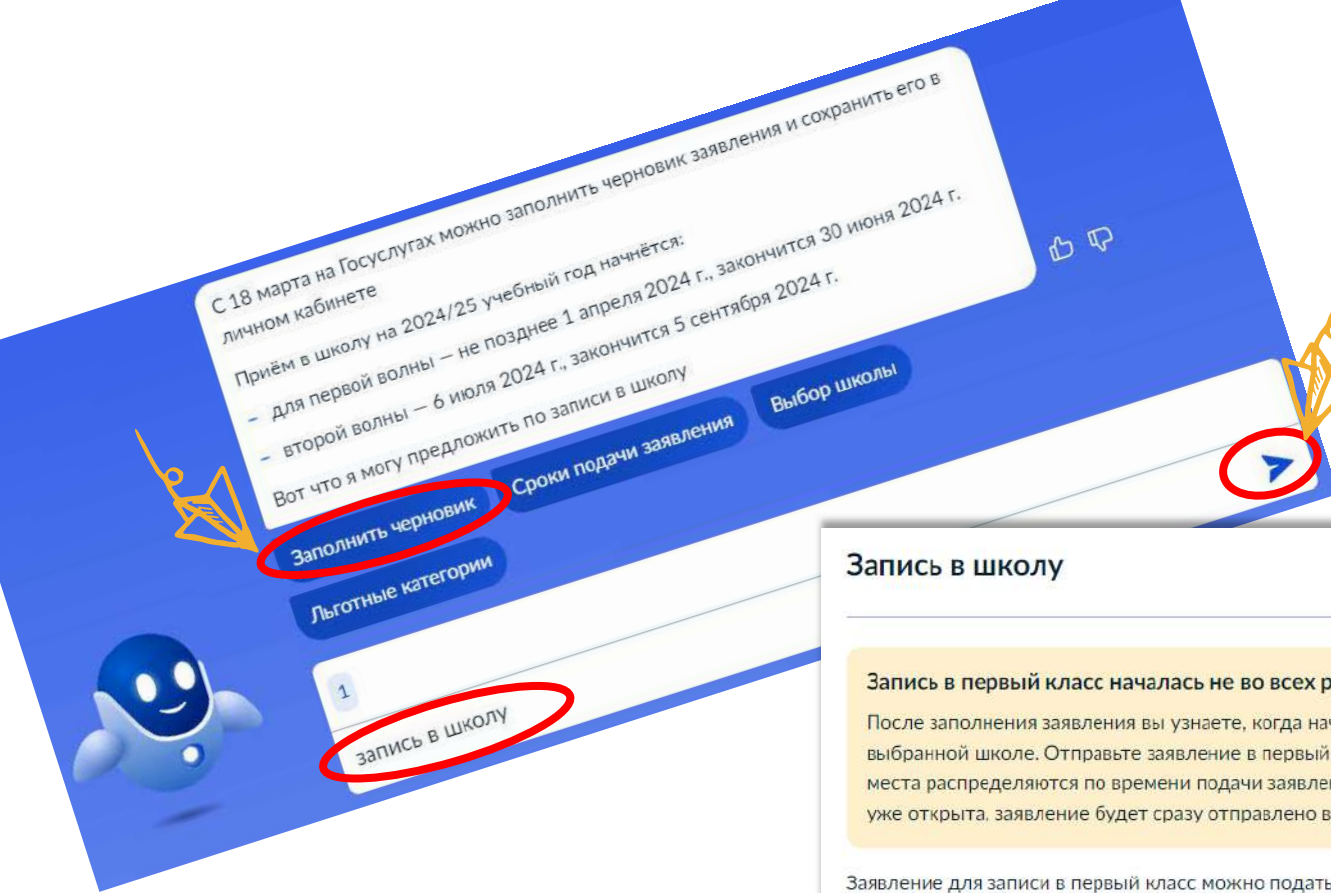 С 18 марта на Госуслугах можно заполнить черновик заявления и сохранить его в
личном кабинете
Приём в школу на 2024/25 учебный год начнётся:
- для первой волны — не позднее 1 апреля 2024 г., закончится 30 июня 2024 г.
- второй волны — 6 июля 2024 г., закончится 5 сентября 2024 г.
Вот что я могу предложить по записи в школу
Заполнить черновик
Сроки подачи заявления
Выбор школы
Льготные категории
1
запись в школу
Запись в школу
Запись в первый класс началась не во всех р
После заполнения заявления вы узнаете, когда на
выбранной школе. Отправьте заявление в первый
места распределяются по времени подачи заявле
уже открыта, заявление будет сразу отправлено в
Заявление для записи в первый класс можно подать